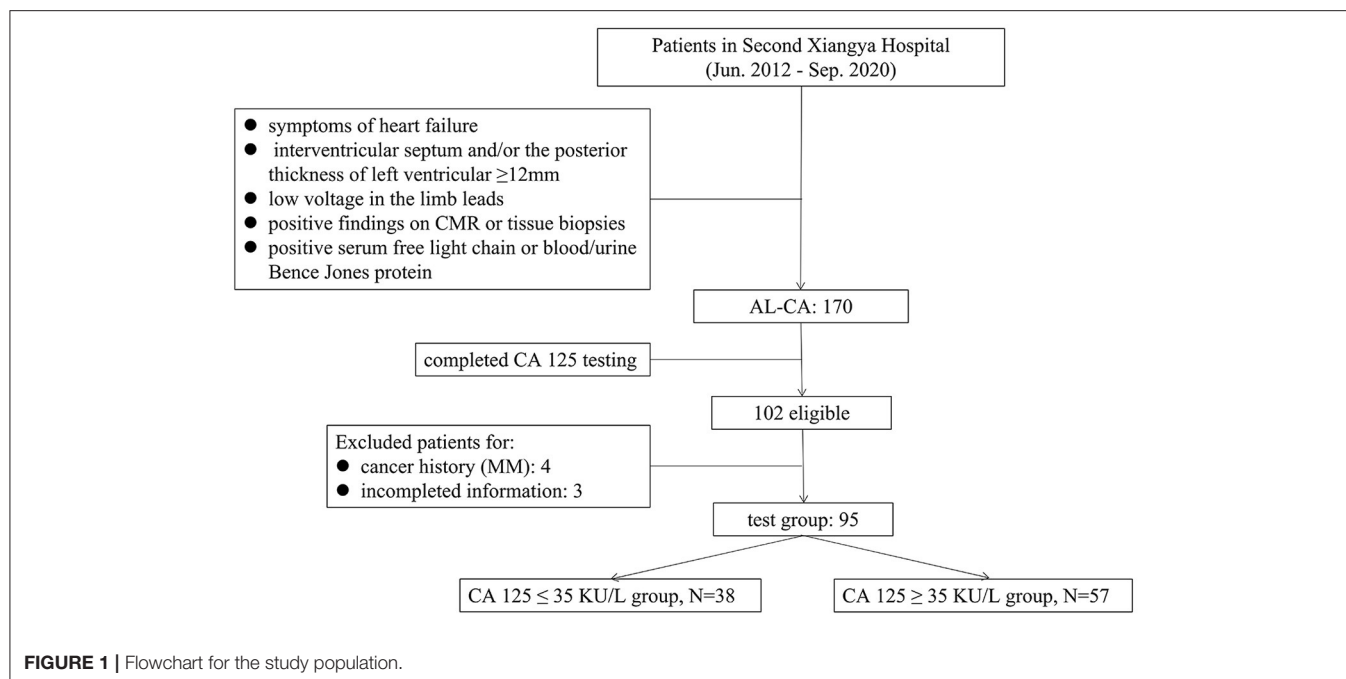 Patients in Second Xiangya Hospital
(Jun. 2012 - Sep. 2020)
● symptoms of heart failure
● interventricular septum and/or the posterior
thickness of left ventricular ≥12mm
● low voltage in the limb leads
● positive findings on CMR or tissue biopsies
● positive serum free light chain or blood/urine
Bence Jones protein
AL-CA: 170
completed CA 125 testing
102 eligible
Excluded patients for:
● cancer history (MM): 4
● incompleted information: 3
test group: 95
CA 125 ≤ 35 KU/L group, N=38
CA 125 ≥ 35 KU/L group, N=57
FIGURE 1 | Flowchart for the study population.